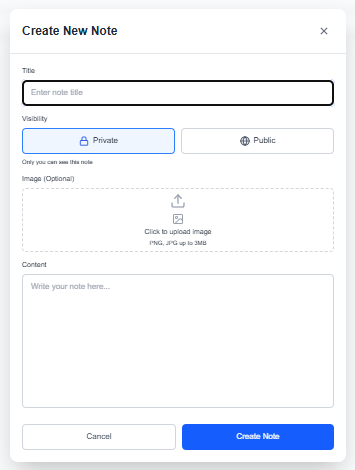 Create New Note
Title
Enter note title
Visibility
Private
Public
Only you can see this note
Image (Optional)
Click to upload image
PNG, JPG up to 3MB
Content
Write your note here...
Cancel
Create Note